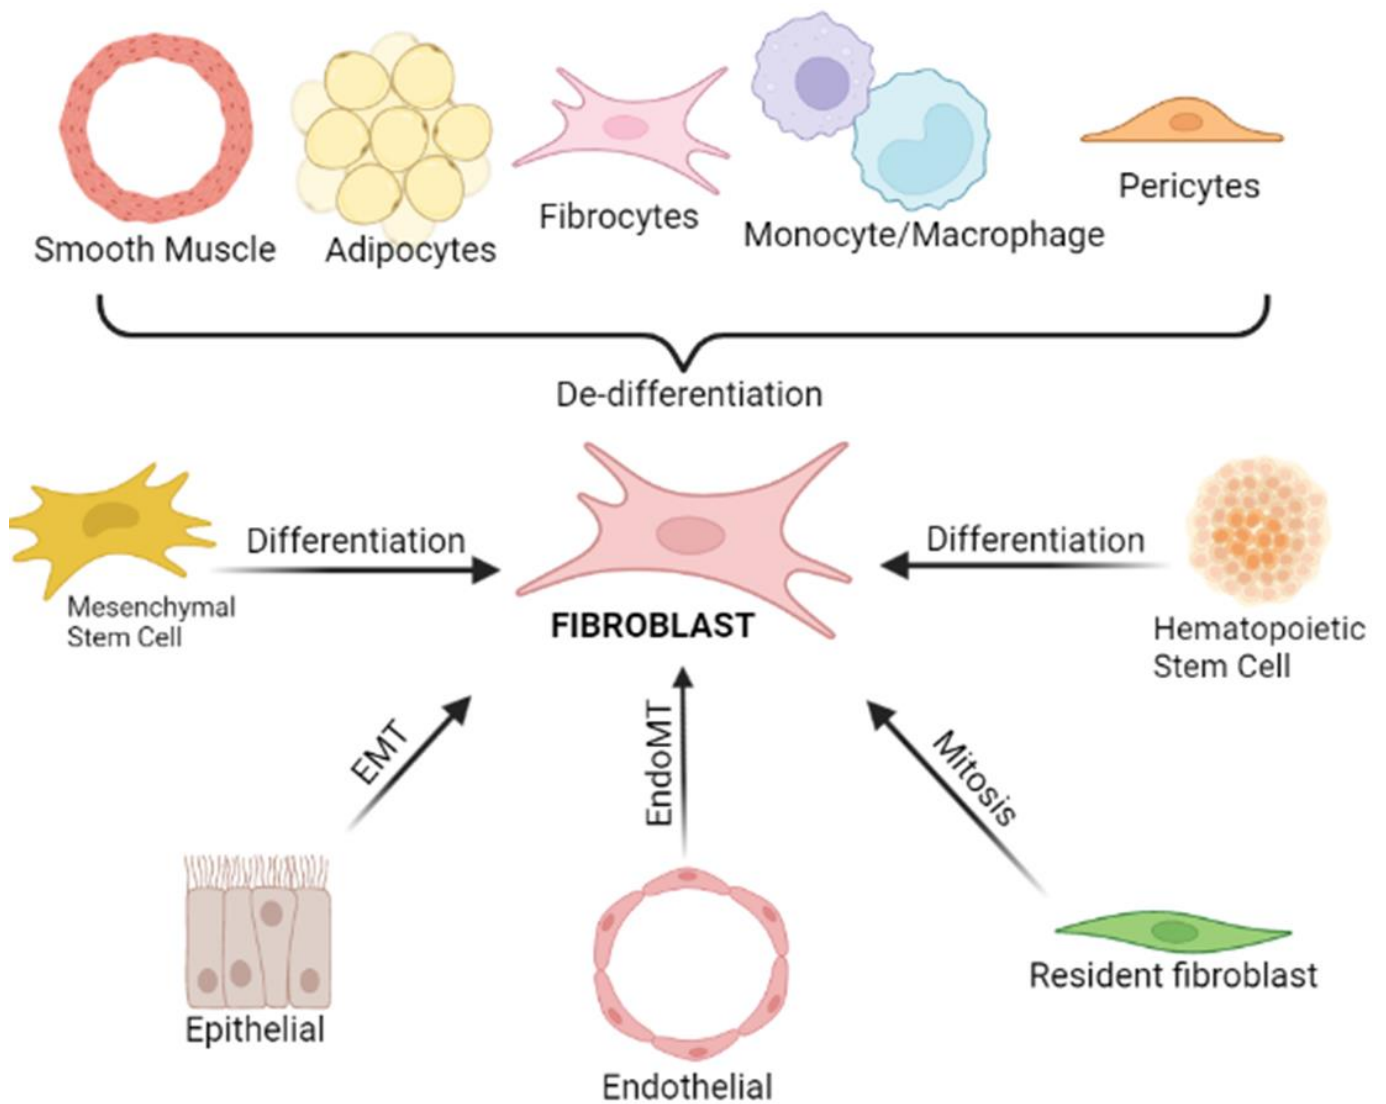 Smooth Muscle
Adipocytes
Fibrocytes
Monocyte/Macrophage
Pericytes
De-differentiation
Differentiation
Mesenchymal
Stem Cell
FIBROBLAST
Differentiation
Hematopoietic
Stem Cell
EMT
EndoMT
Mitosis
Epithelial
Endothelial
Resident fibroblast